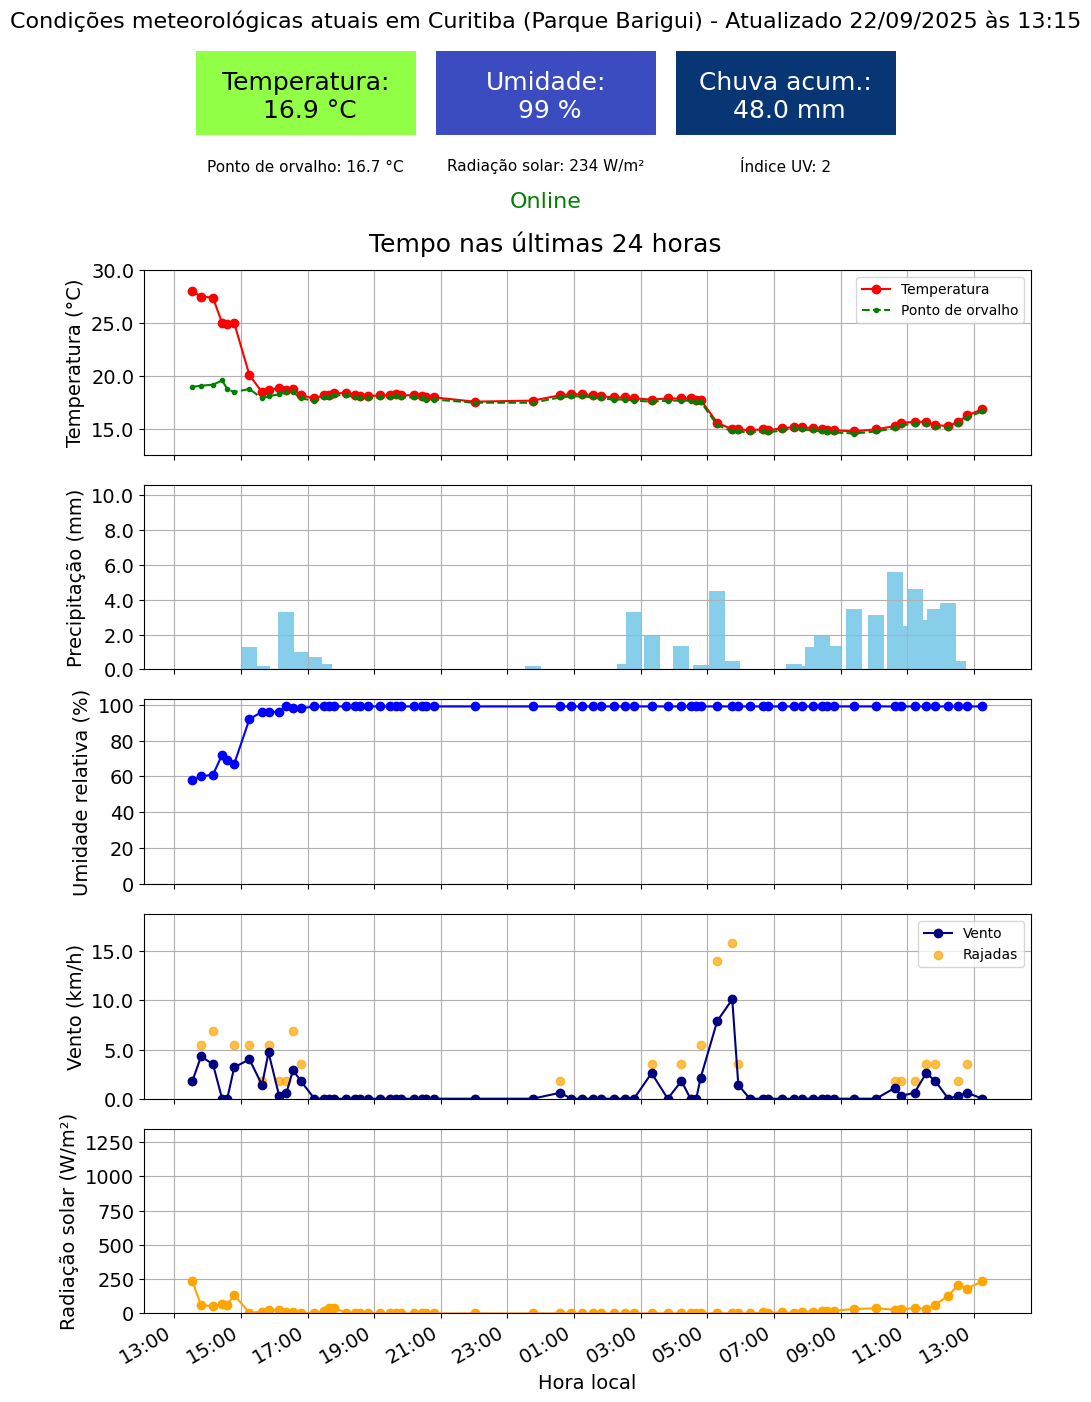 Condições meteorológicas atuais em Curitiba (Parque Barigui) - Atualizado 22/09/2025 às 13:15
Temperatura:
16.9 °C
Umidade:
99 %
Chuva acum.:
48.0 mm
Ponto de orvalho: 16.7 °C
Radiação solar: 234 W/m²
Índice UV: 2
Online
Tempo nas últimas 24 horas
Temperatura (°C)
30.0
25.0
20.0
15.0
Temperatura
Ponto de orvalho
Precipitação (mm)
10.0
8.0
6.0
4.0
2.0
0.0
Umidade relativa (%)
100
80
60
40
20
0
Vento (km/h)
15.0
10.0
5.0
0.0
Vento
Rajadas
Radiação solar (W/m²)
1250
1000
750
500
250
0
13:00
15:00
17:00
19:00
21:00
23:00
01:00
03:00
05:00
07:00
09:00
11:00
13:00
Hora local